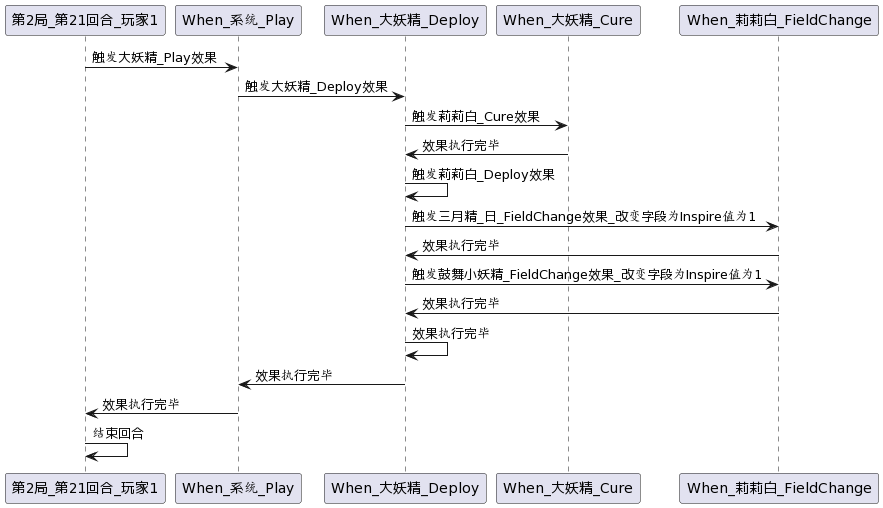 第2局_第21回合_玩家1 When_系统_Play When_大妖精_Deploy When_大妖精_Cure When_莉莉白_FieldChange
触发大妖精_Play效果
触发大妖精_Deploy效果
触发莉莉白_Cure效果
效果执行完毕
触发莉莉白_Deploy效果
触发三月精_日_FieldChange效果_改变字段为Inspire值为1
效果执行完毕
触发鼓舞小妖精_FieldChange效果_改变字段为Inspire值为1
效果执行完毕
效果执行完毕
效果执行完毕
效果执行完毕
结束回合
第2局_第21回合_玩家1 When_系统_Play When_大妖精_Deploy When_大妖精_Cure When_莉莉白_FieldChange